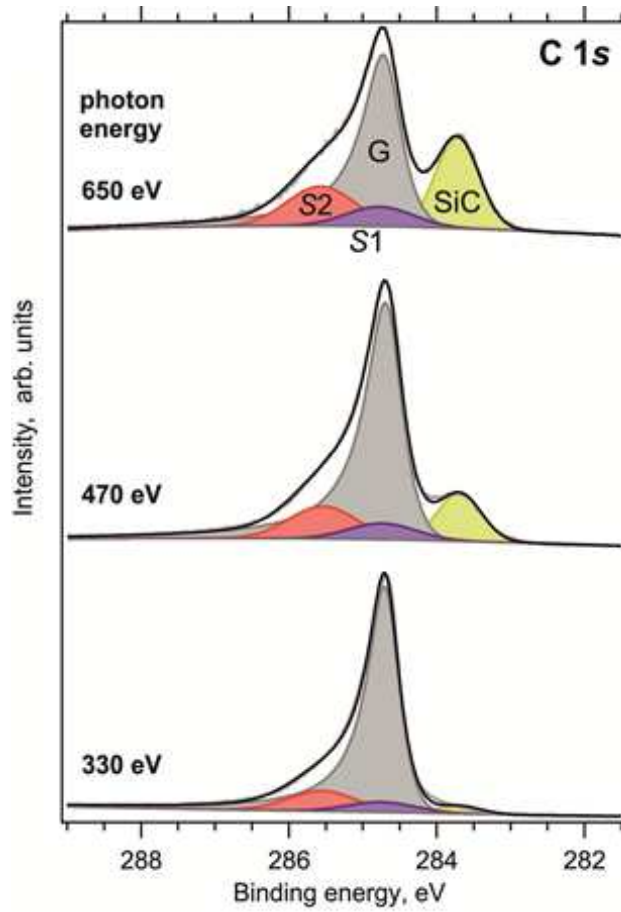 C 1s
photon
energy
650 eV
G
S2
SiC
S1
470 eV
330 eV
Intensity, arb. units
288
286
284
282
Binding energy, eV